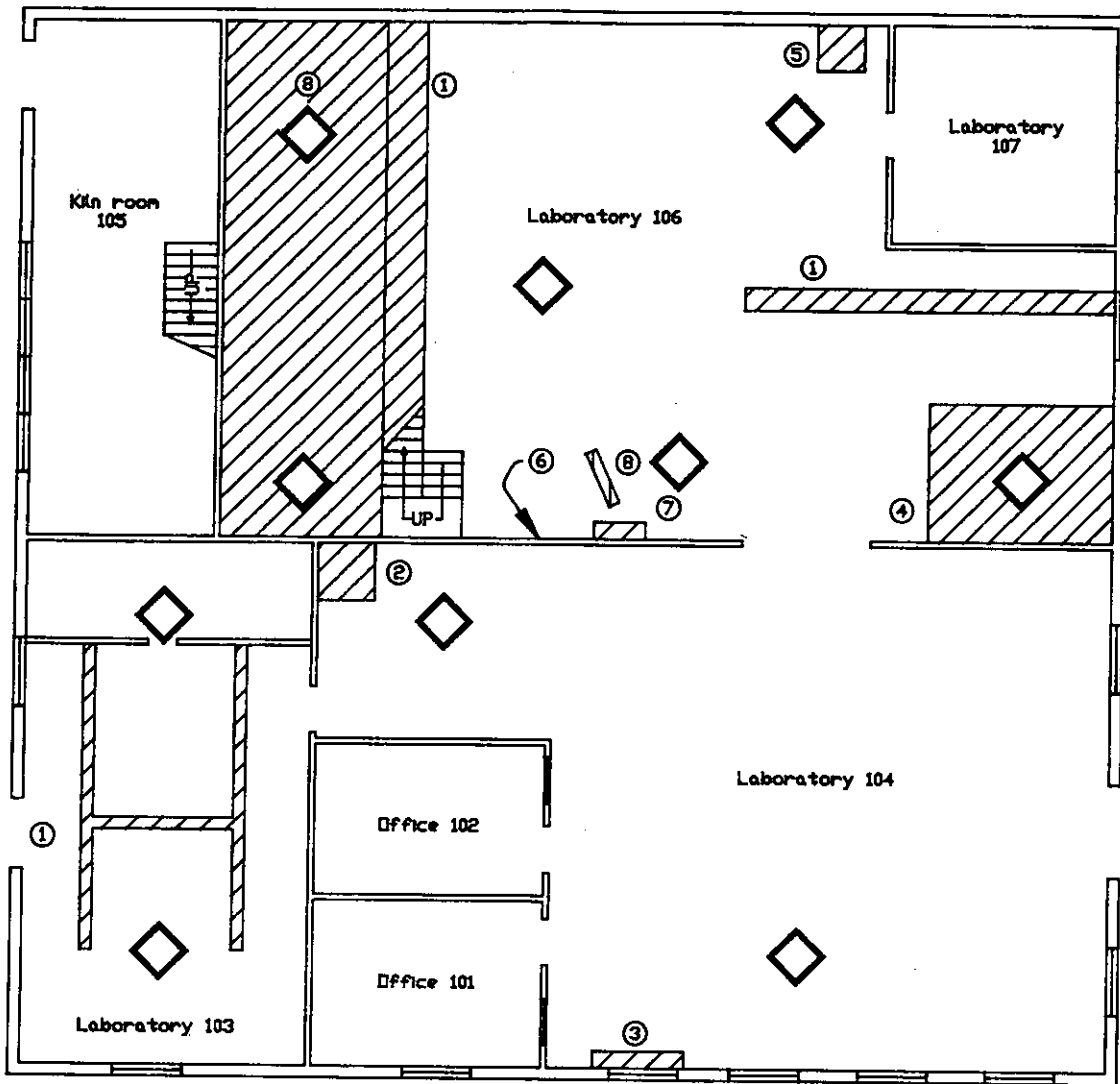 ⑧
①
⑤
Laboratory
107
Kiln room
105
Laboratory 106
①
UP
⑥
⑧
⑦
④
UP
②
Laboratory 104
①
Office 102
Office 101
Laboratory 103
③